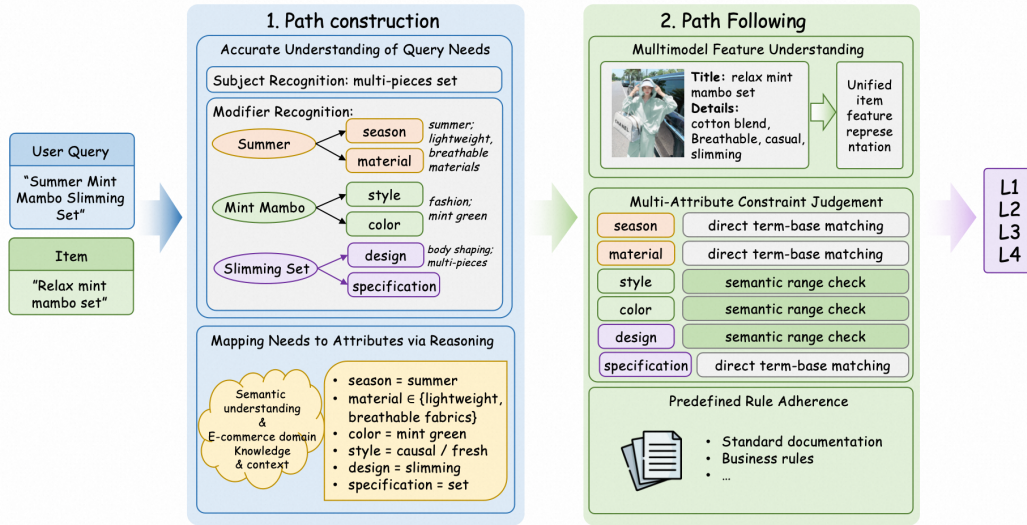 User Query
“Summer Mint
Mambo Slimming
Set”
Item
”Relax mint
mambo set”
1. Path construction
Accurate Understanding of Query Needs
Subject Recognition: multi-pieces set
Modifier Recognition:
Summer
season
material
summer;
lightweight,
breathable
materials
Mint Mambo
style
color
fashion;
mint green
Slimming Set
design
specification
body shaping;
multi-pieces
Mapping Needs to Attributes via Reasoning
Semantic
understanding
&
E-commerce domain
Knowledge
& context
• season = summer
• material ∈ {lightweight,
breathable fabrics}
• color = mint green
• style = causal / fresh
• design = slimming
• specification = set
2. Path Following
Mulltimodel Feature Understanding
Title: relax mint
mambo set
Details:
cotton blend,
Breathable, casual,
slimming
Unified
item
feature
represe
ntation
Multi-Attribute Constraint Judgement
season direct term-base matching
material direct term-base matching
style semantic range check
color semantic range check
design semantic range check
specification direct term-base matching
Predefined Rule Adherence
• Standard documentation
• Business rules
• …
L1
L2
L3
L4